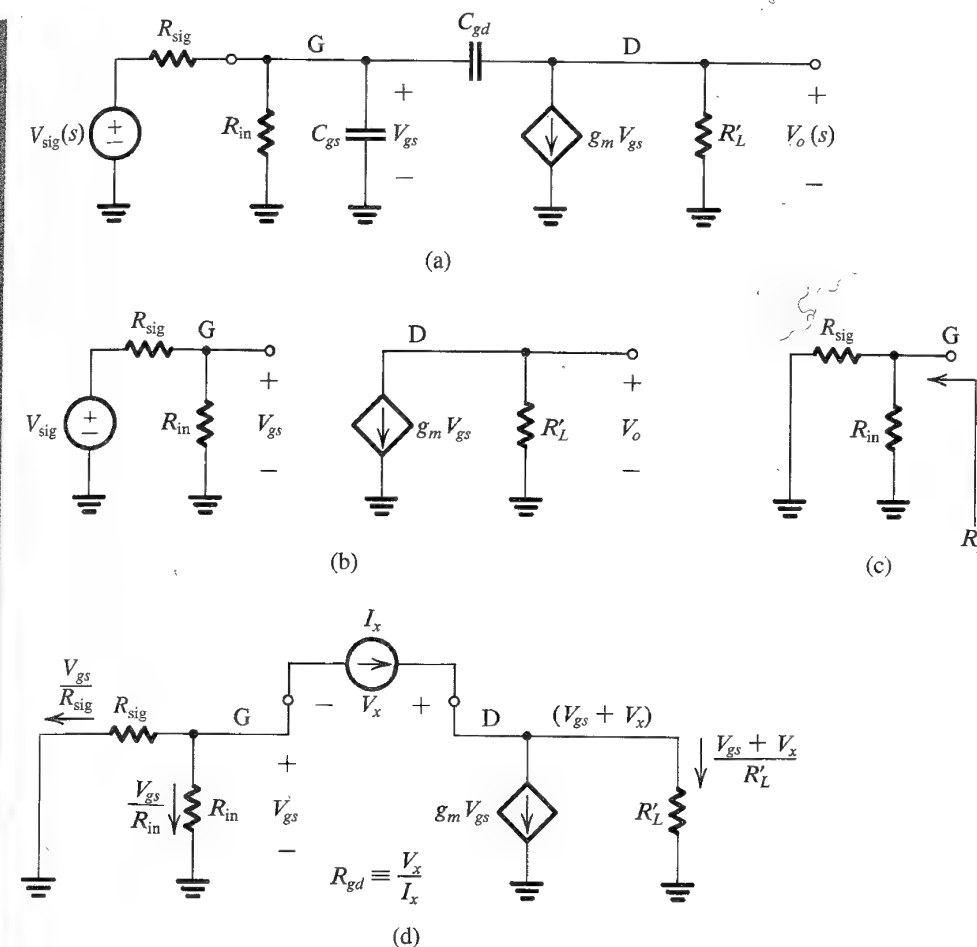 C_gd
R_sig G D
V_sig(s) + − R_in C_gs + V_gs − g_m V_gs R'_L + V_o(s) −
(a)
R_sig G D R_sig G
V_sig + − R_in + V_gs − g_m V_gs R'_L + V_o − R_in
R
(b) (c)
I_x
V_gs/R_sig R_sig G − V_x + D (V_gs + V_x) (V_gs + V_x)/R'_L
V_gs/R_in R_in + V_gs − g_m V_gs R'_L
R_gd ≡ V_x/I_x
(d)